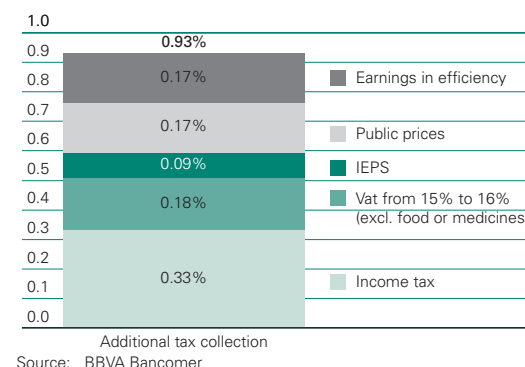 1.0
0.93%
0.9
0.8
0.17%
Earnings in efficiency
0.7
0.17%
Public prices
0.6
0.5
0.09%
IEPS
0.4
0.18%
Vat from 15% to 16%
(excl. food or medicines
0.3
0.2
0.33%
Income tax
0.1
0.0
Additional tax collection
Source: BBVA Bancomer